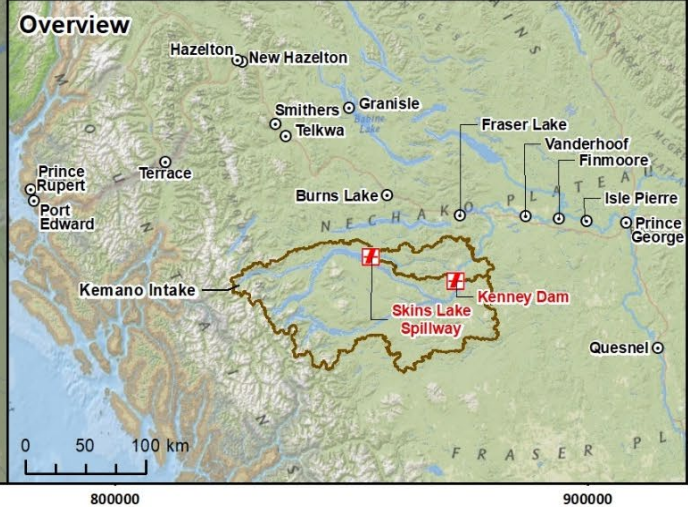 Overview
Hazelton
New Hazelton
Smithers
Granisle
Babine
Lake
Telkwa
Fraser Lake
Vanderhoof
Finmoore
Prince
Rupert
Terrace
Burns Lake
Isle Pierre
Port
Edward
NECHAKO PLATEAU
Prince
George
Kemano Intake
Kenney Dam
Skins Lake
Spillway
Quesnel
0 50 100 km
FRASER PL
800000 900000